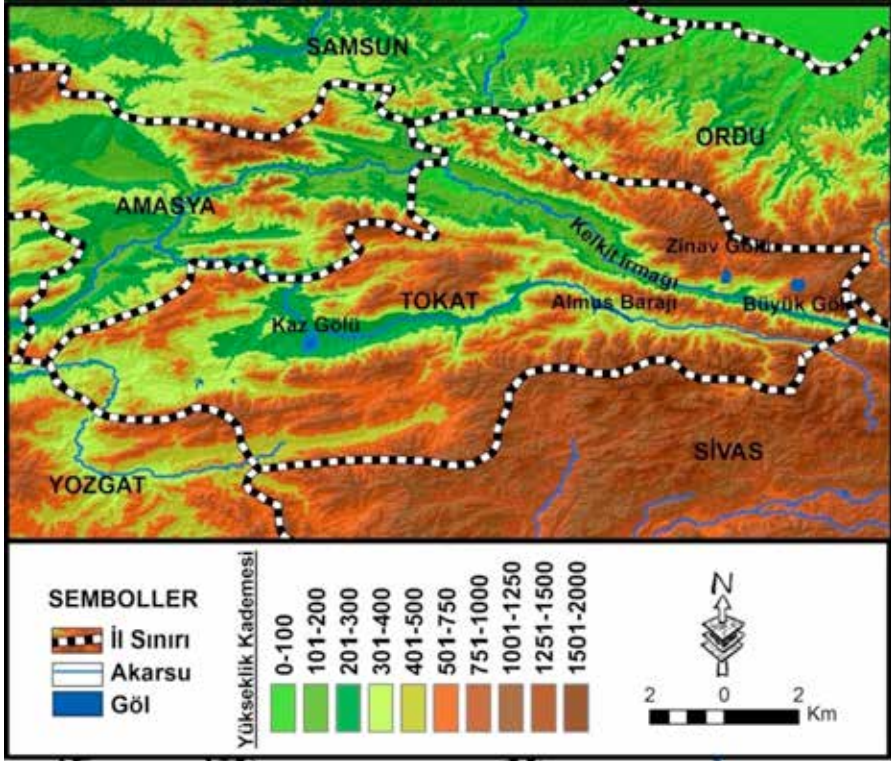 SAMSUN
ORDU
AMASYA
Kelkit Irmağı
Zinav Gölü
TOKAT
Almus Barajı
Büyük Göl
Kaz Gölü
SİVAS
YOZGAT
SEMBOLLER
İl Sınırı
Akarsu
Göl
Yükseklik Kademesi
0-100
101-200
201-300
301-400
401-500
501-750
751-1000
1001-1250
1251-1500
1501-2000
N
2 0 2
Km